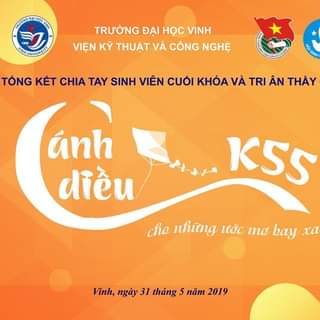 TRƯỜNG ĐẠI HỌC VINH
VIỆN KỸ THUẬT VÀ CÔNG NGHỆ
TỔNG KẾT CHIA TAY SINH VIÊN CUỐI KHÓA VÀ TRI ÂN THẦY
Cánh diều K55
cho những ước mơ bay xa
Vinh, ngày 31 tháng 5 năm 2019